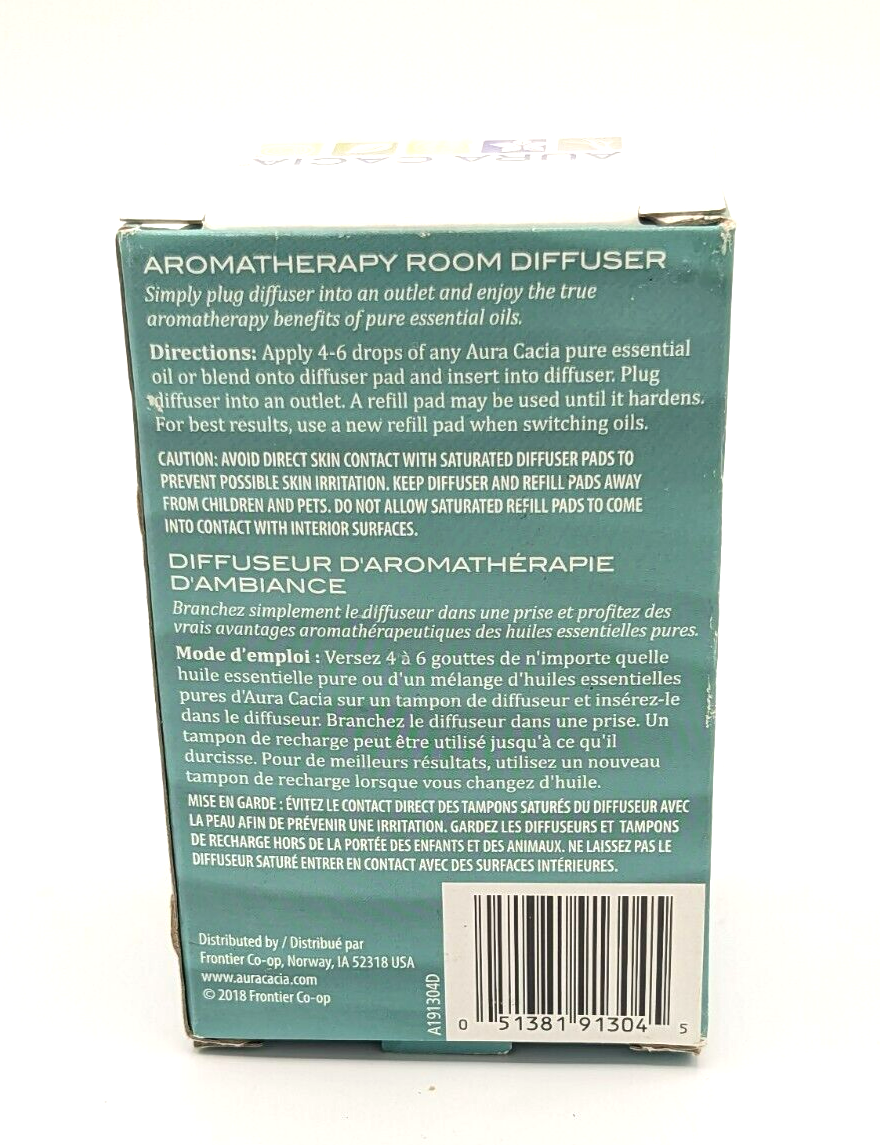 AURA CACIA
AROMATHERAPY ROOM DIFFUSER
Simply plug diffuser into an outlet and enjoy the true
aromatherapy benefits of pure essential oils.
Directions: Apply 4-6 drops of any Aura Cacia pure essential
oil or blend onto diffuser pad and insert into diffuser. Plug
diffuser into an outlet. A refill pad may be used until it hardens.
For best results, use a new refill pad when switching oils.
CAUTION: AVOID DIRECT SKIN CONTACT WITH SATURATED DIFFUSER PADS TO
PREVENT POSSIBLE SKIN IRRITATION. KEEP DIFFUSER AND REFILL PADS AWAY
FROM CHILDREN AND PETS. DO NOT ALLOW SATURATED REFILL PADS TO COME
INTO CONTACT WITH INTERIOR SURFACES.
DIFFUSEUR D'AROMATHÉRAPIE
D'AMBIANCE
Branchez simplement le diffuseur dans une prise et profitez des
vrais avantages aromathérapeutiques des huiles essentielles pures.
Mode d'emploi : Versez 4 à 6 gouttes de n'importe quelle
huile essentielle pure ou d'un mélange d'huiles essentielles
pures d'Aura Cacia sur un tampon de diffuseur et insérez-le
dans le diffuseur. Branchez le diffuseur dans une prise. Un
tampon de recharge peut être utilisé jusqu'à ce qu'il
durcisse. Pour de meilleurs résultats, utilisez un nouveau
tampon de recharge lorsque vous changez d'huile.
MISE EN GARDE : ÉVITEZ LE CONTACT DIRECT DES TAMPONS SATURÉS DU DIFFUSEUR AVEC
LA PEAU AFIN DE PRÉVENIR UNE IRRITATION. GARDEZ LES DIFFUSEURS ET TAMPONS
DE RECHARGE HORS DE LA PORTÉE DES ENFANTS ET DES ANIMAUX. NE LAISSEZ PAS LE
DIFFUSEUR SATURÉ ENTRER EN CONTACT AVEC DES SURFACES INTÉRIEURES.
Distributed by / Distribué par
Frontier Co-op, Norway, IA 52318 USA
www.auracacia.com
© 2018 Frontier Co-op
A191304D
0 51381 91304 5